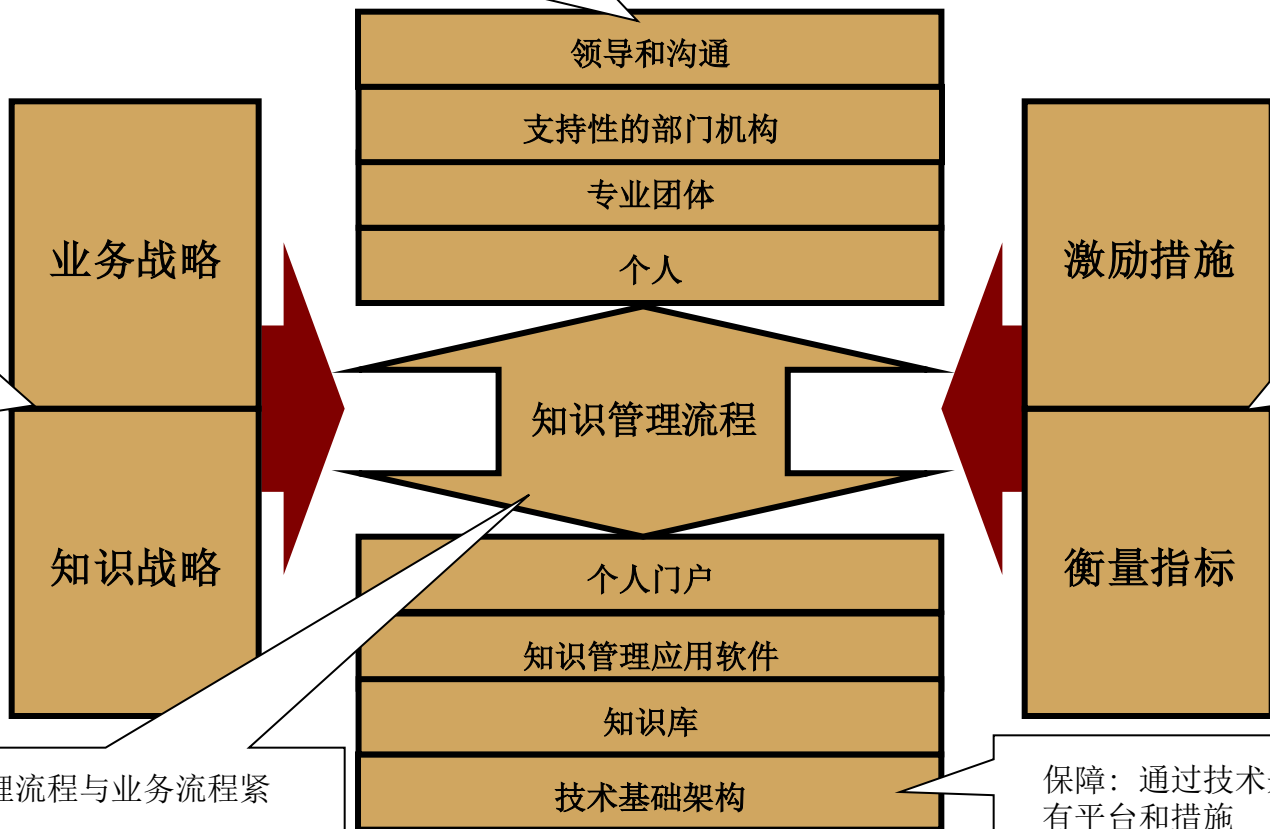 领导和沟通
支持性的部门机构
专业团体
个人
业务战略
知识战略
知识管理流程
激励措施
衡量指标
个人门户
知识管理应用软件
知识库
技术基础架构
理流程与业务流程紧
保障：通过技术
有平台和措施